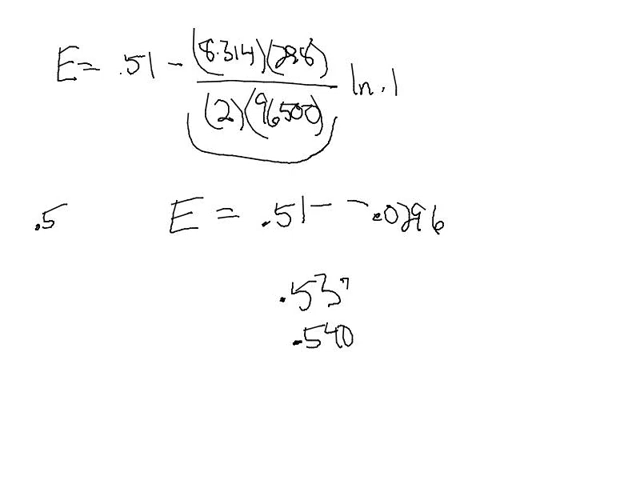 E = .51 - (8.314)(298)/(2)(96500) ln .1
.5 E = .51 - -.0296
.537
.540